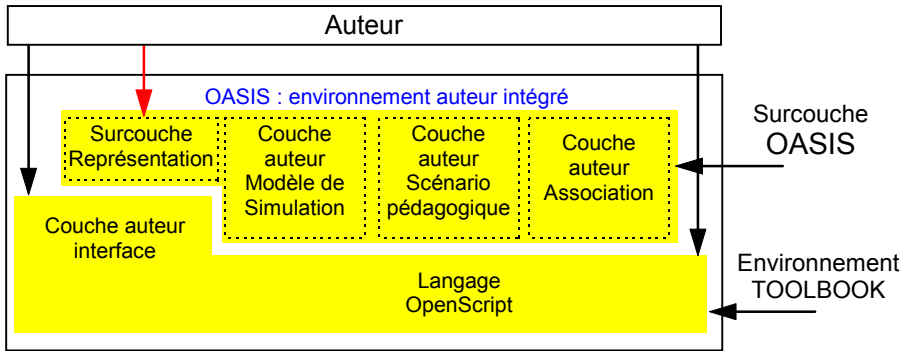 Auteur
OASIS : environnement auteur intégré
Surcouche
Représentation
Couche
auteur
Modèle de
Simulation
Couche
auteur
Scénario
pédagogique
Couche
auteur
Association
Surcouche
OASIS
Couche auteur
interface
Langage
OpenScript
Environnement
TOOLBOOK